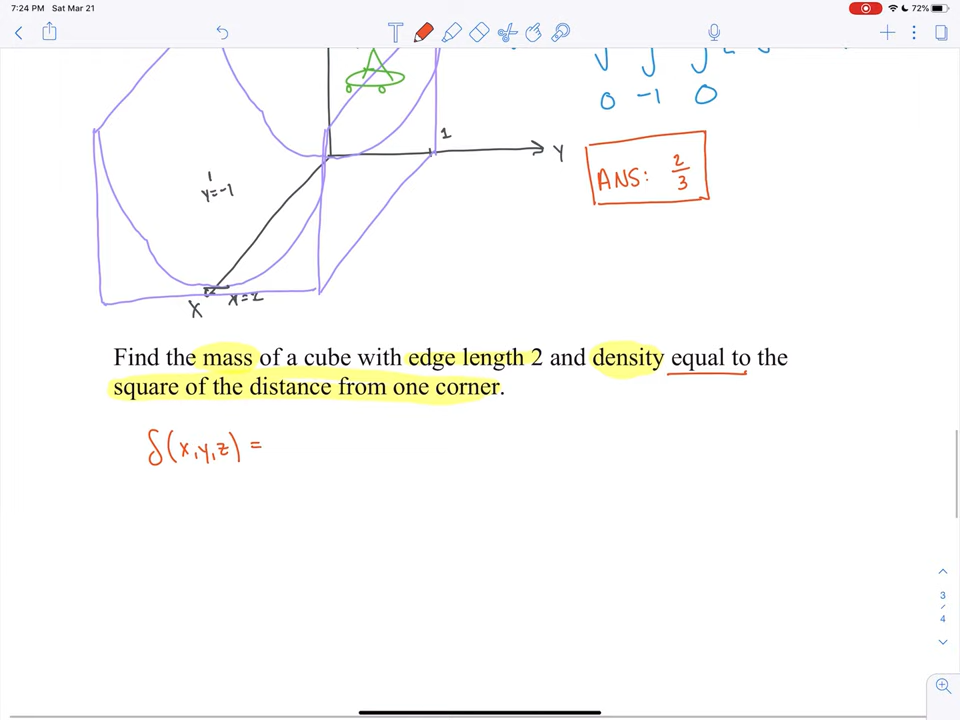 7:24 PM Sat Mar 21
72%
T
0 -1 0
1
Y
ANS: 2/3
1
Y=-1
X
X=2
Find the mass of a cube with edge length 2 and density equal to the
square of the distance from one corner.
δ(X,Y,Z) =
3
/
4